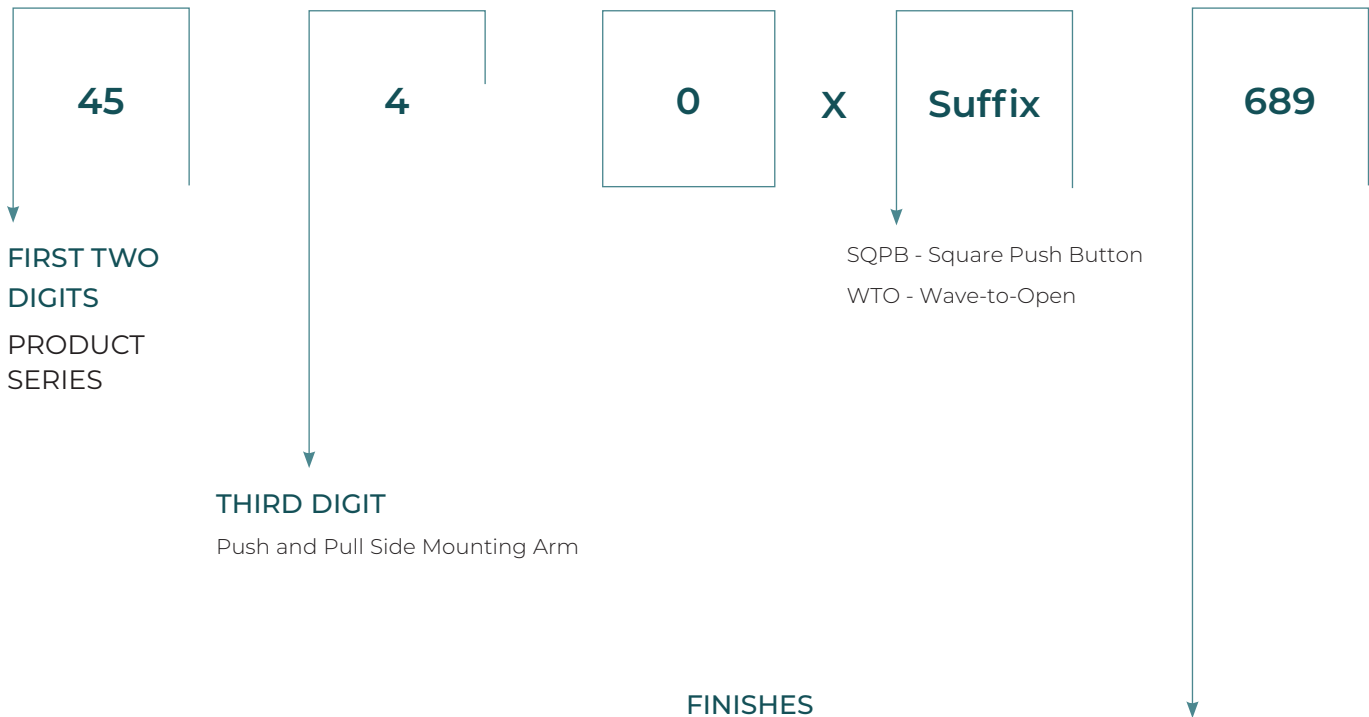 45 4 0 X Suffix 689
FIRST TWO
DIGITS
PRODUCT
SERIES
SQPB - Square Push Button
WTO - Wave-to-Open
THIRD DIGIT
Push and Pull Side Mounting Arm
FINISHES